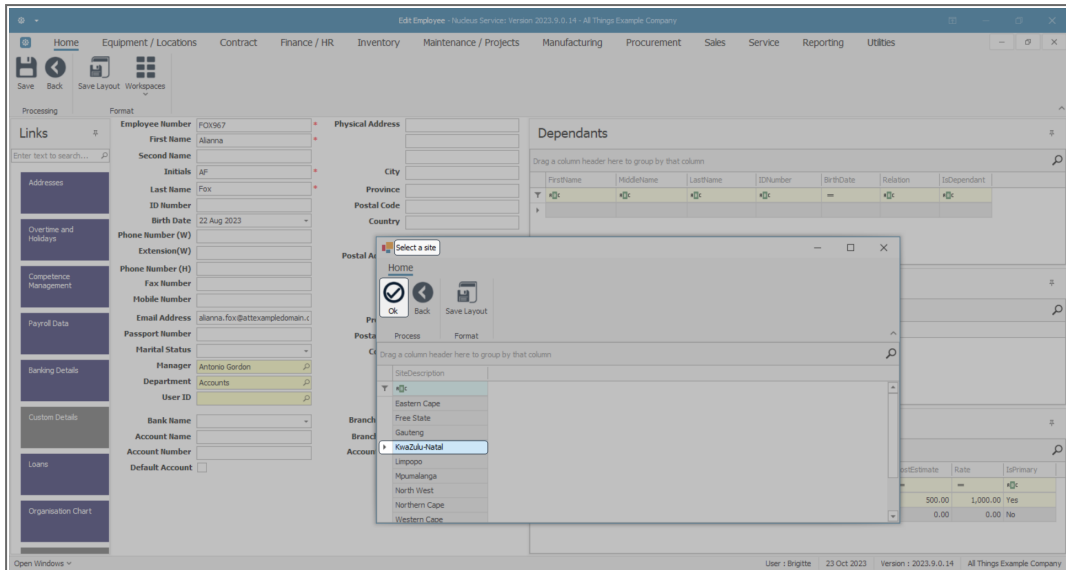 Edit Employee - Nucleus Service: Version 2023.9.0.14 - All Things Example Company
Home Equipment / Locations Contract Finance / HR Inventory Maintenance / Projects Manufacturing Procurement Sales Service Reporting Utilities
Save Back Save Layout Workspaces
Processing Format
Links
Enter text to search...
Addresses
Overtime and
Holidays
Competence
Management
Payroll Data
Banking Details
Custom Details
Loans
Organisation Chart
Employee Number FOX967 *
First Name Alianna *
Second Name
Initials AF *
Last Name Fox *
ID Number
Birth Date 22 Aug 2023
Phone Number (W)
Extension(W)
Phone Number (H)
Fax Number
Mobile Number
Email Address alianna.fox@attexampledomain.c
Passport Number
Marital Status
Manager Antonio Gordon
Department Accounts
User ID
Bank Name
Account Name
Account Number
Default Account
Physical Address
City
Province
Postal Code
Country
Postal A
Pr
Posta
C
Branch
Branc
Accoun
Dependants
Drag a column header here to group by that column
FirstName MiddleName LastName IDNumber BirthDate Relation IsDependant
Select a site
Home
Ok Back Save Layout
Process Format
Drag a column header here to group by that column
SiteDescription
Eastern Cape
Free State
Gauteng
KwaZulu-Natal
Limpopo
Mpumalanga
North West
Northern Cape
Western Cape
ostEstimate Rate IsPrimary
500.00 1,000.00 Yes
0.00 0.00 No
Open Windows User : Brigitte 23 Oct 2023 Version : 2023.9.0.14 All Things Example Company